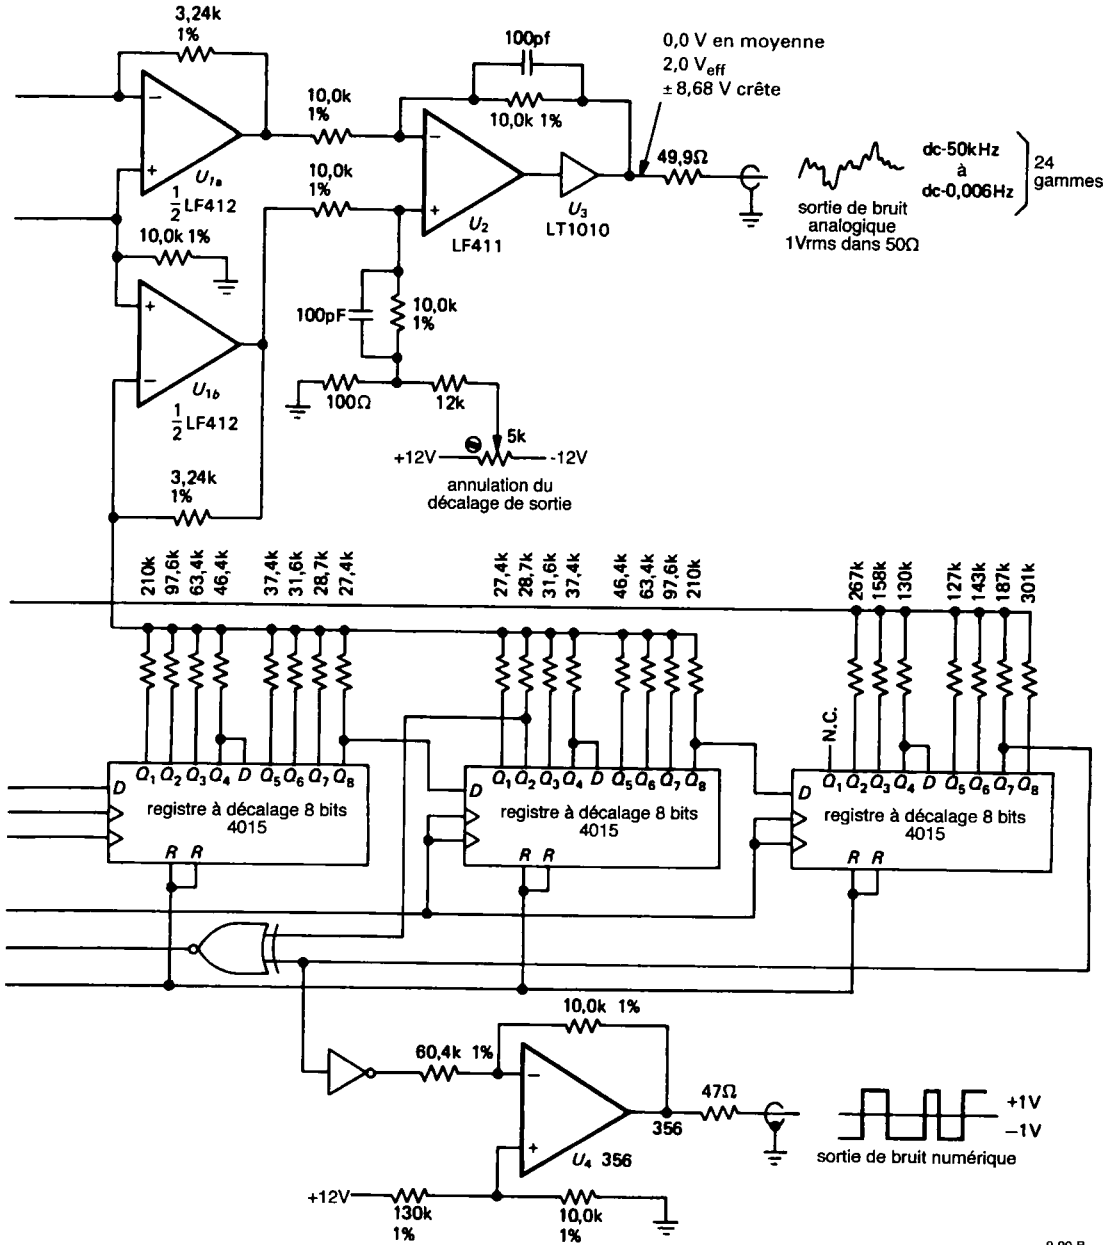 3,24k
1%
−
+
U1a
1/2 LF412
10,0k 1%
+
−
U1b
1/2 LF412
3,24k
1%
10,0k
1%
10,0k
1%
100pf
10,0k 1%
−
+
U2
LF411
U3
LT1010
0,0 V en moyenne
2,0 Veff
± 8,68 V crête
49,9Ω
sortie de bruit
analogique
1Vrms dans 50Ω
dc-50kHz
à
dc-0,006Hz
24
gammes
100pF
10,0k
1%
100Ω
12k
5k
+12V
-12V
annulation du
décalage de sortie
210k
97,6k
63,4k
46,4k
37,4k
31,6k
28,7k
27,4k
27,4k
28,7k
31,6k
37,4k
46,4k
63,4k
97,6k
210k
267k
158k
130k
127k
143k
187k
301k
N.C.
D Q1 Q2 Q3 Q4 D Q5 Q6 Q7 Q8
registre à décalage 8 bits
4015
R R
D Q1 Q2 Q3 Q4 D Q5 Q6 Q7 Q8
registre à décalage 8 bits
4015
R R
D Q1 Q2 Q3 Q4 D Q5 Q6 Q7 Q8
registre à décalage 8 bits
4015
R R
10,0k 1%
60,4k 1%
−
+
U4 356
356
47Ω
+1V
−1V
sortie de bruit numérique
+12V
130k
1%
10,0k
1%